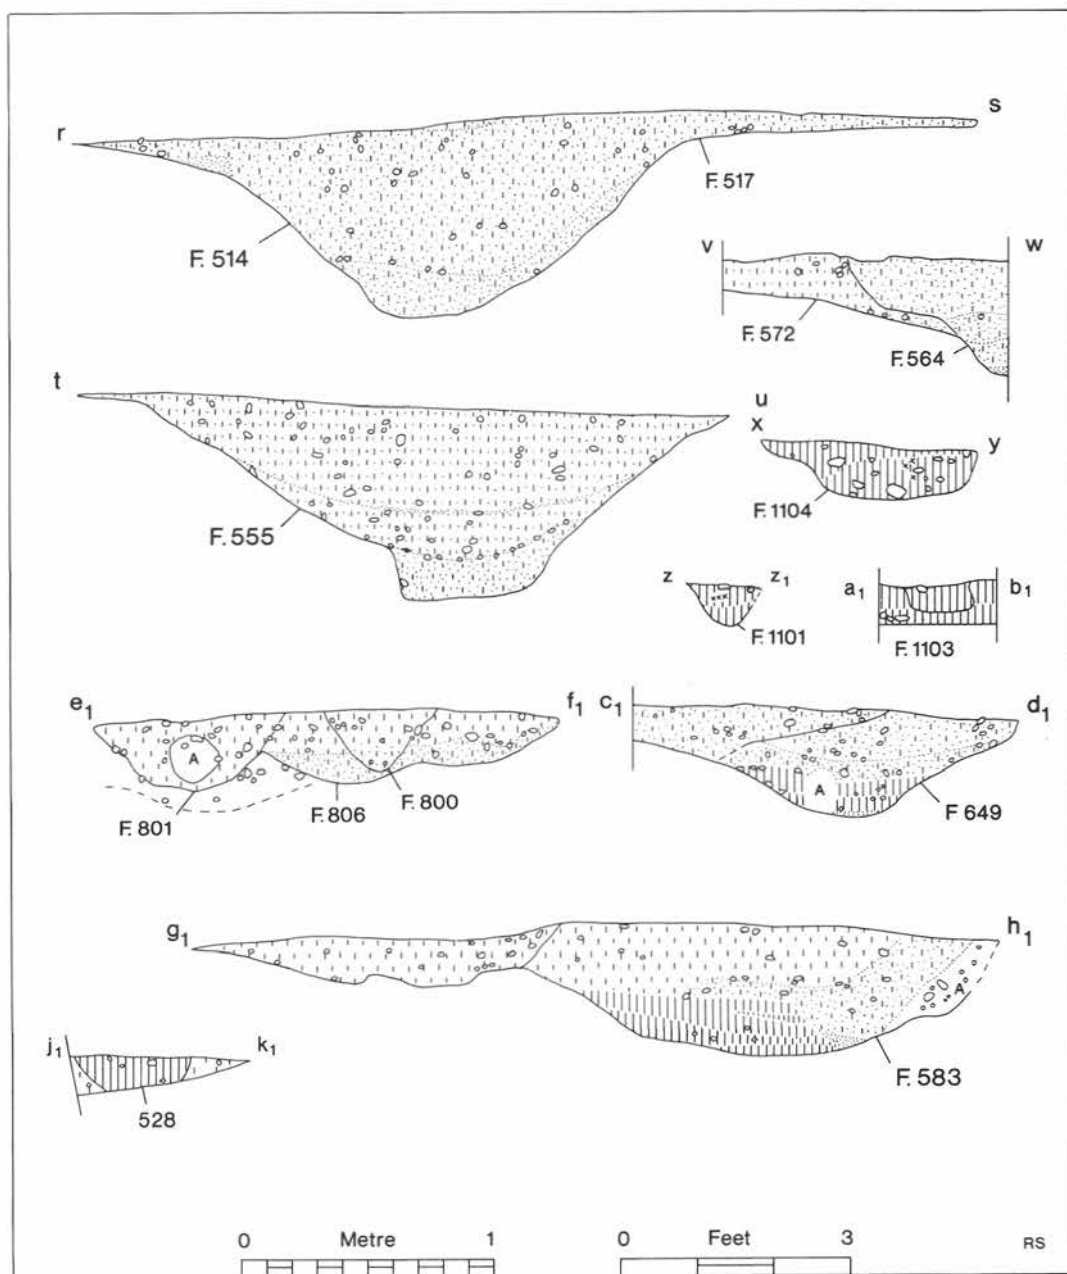 r s
F. 517
F. 514
v w
F. 572
F. 564
t u
F. 555
x y
F. 1104
z z1
F. 1101
a1 b1
F. 1103
e1 f1
A
F. 801
F. 806
F. 800
c1 d1
A
F 649
g1 h1
A
F. 583
j1 k1
528
0 Metre 1
0 Feet 3
RS